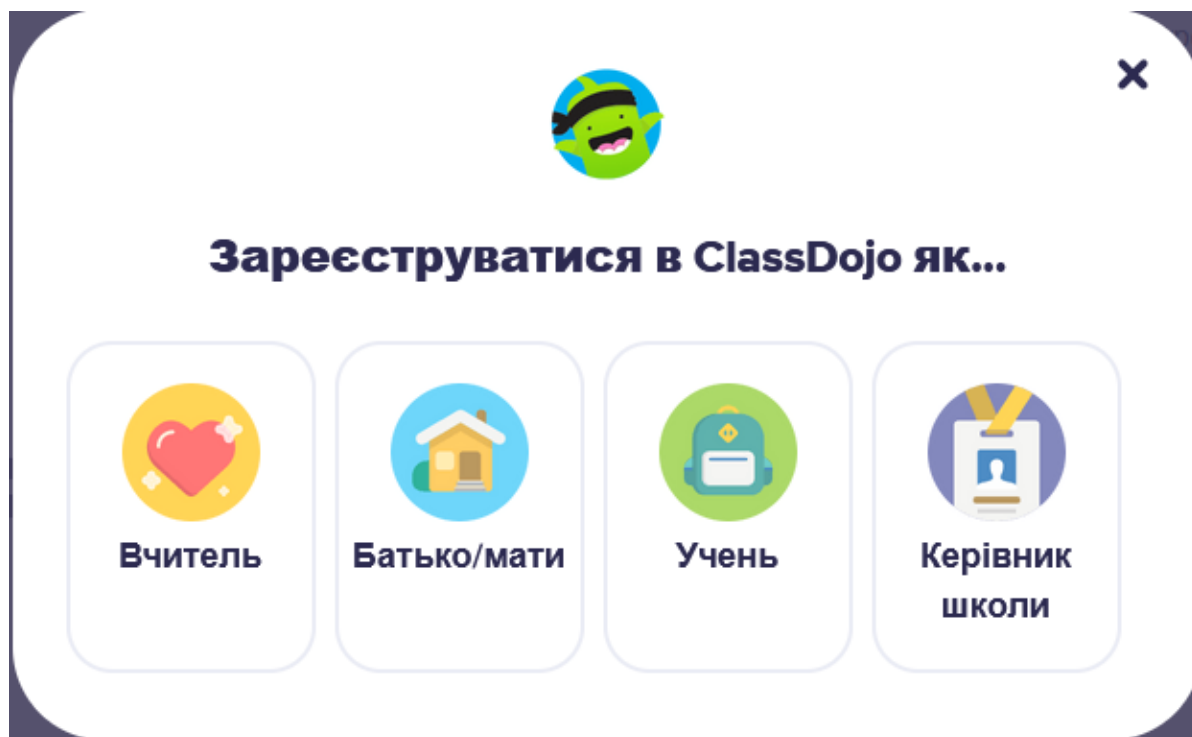 Зареєструватися в ClassDojo як...
Вчитель
Батько/мати
Учень
Керівник
школи